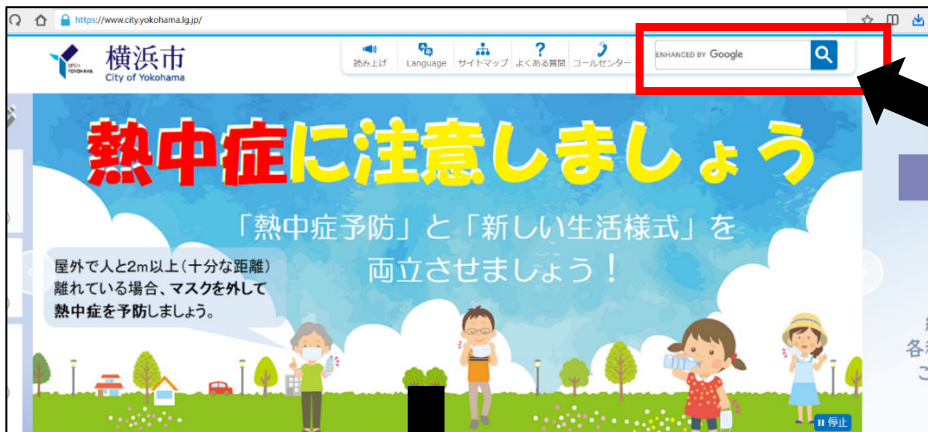 https://www.city.yokohama.lg.jp/
OPEN
YOKOHAMA
横浜市
City of Yokohama
読み上げ
Language
サイトマップ
よくある質問
コールセンター
ENHANCED BY Google
熱中症に注意しましょう
「熱中症予防」と「新しい生活様式」を
両立させましょう！
屋外で人と2m以上（十分な距離）
離れている場合、マスクを外して
熱中症を予防しましょう。
停止